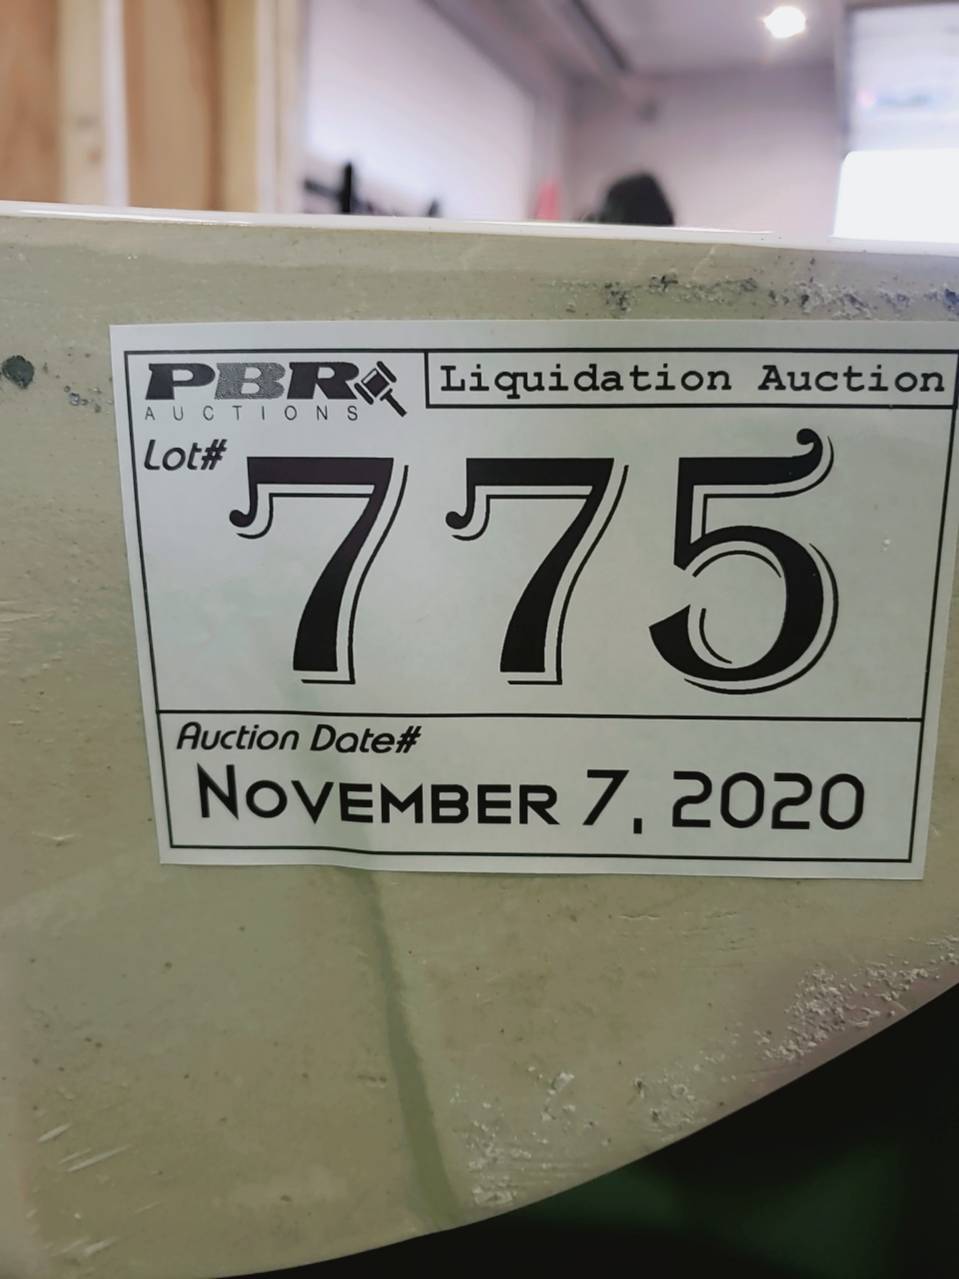 PBR
AUCTIONS
Liquidation Auction
Lot#
775
Auction Date#
November 7, 2020